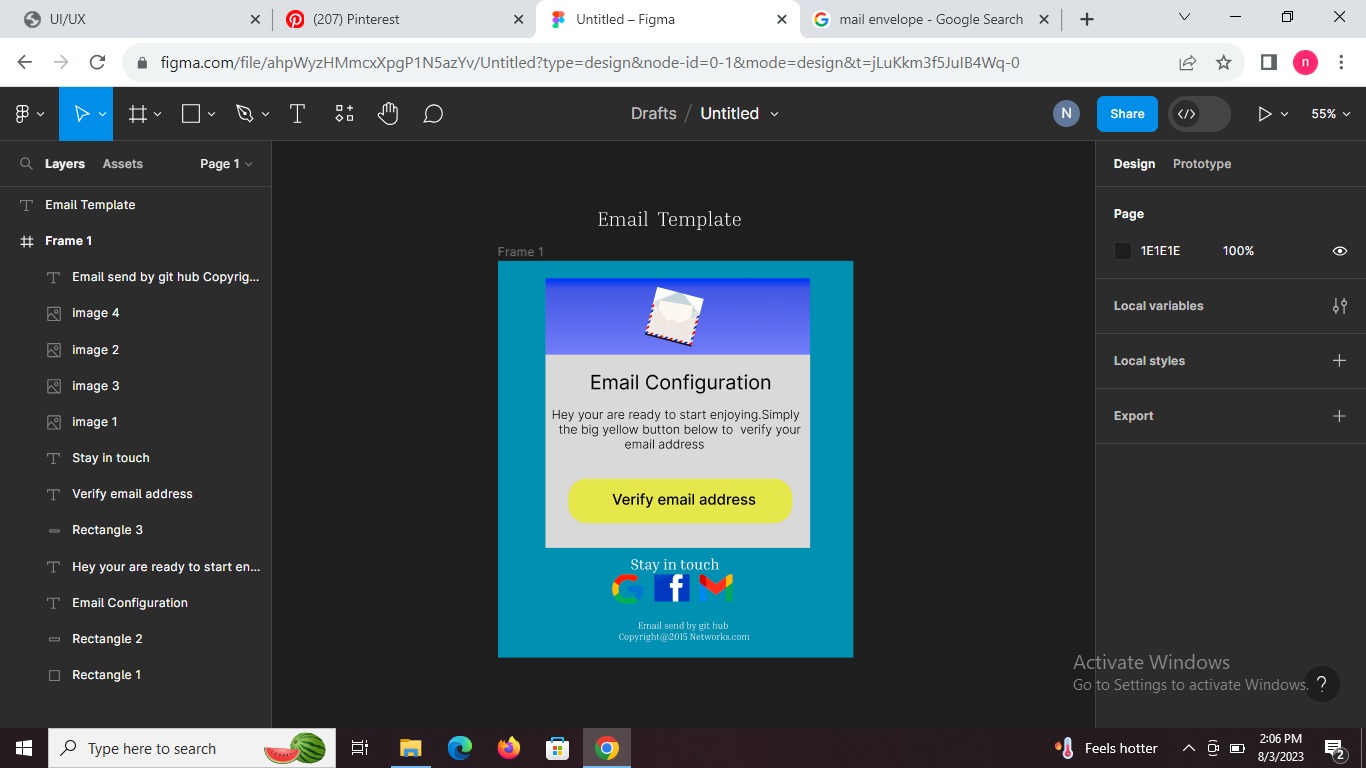 UI/UX
(207) Pinterest
Untitled – Figma
mail envelope - Google Search
figma.com/file/ahpWyzHMmcxXpgP1N5azYv/Untitled?type=design&node-id=0-1&mode=design&t=jLuKkm3f5JuIB4Wq-0
n
Drafts / Untitled
N
Share
55%
Layers
Assets
Page 1
Design
Prototype
Email Template
Frame 1
Email send by git hub Copyrig...
image 4
image 2
image 3
image 1
Stay in touch
Verify email address
Rectangle 3
Hey your are ready to start en...
Email Configuration
Rectangle 2
Rectangle 1
Email Template
Frame 1
Email Configuration
Hey your are ready to start enjoying.Simply
the big yellow button below to verify your
email address
Verify email address
Stay in touch
Email send by git hub
Copyright@2015 Networks.com
Page
1E1E1E
100%
Local variables
Local styles
Export
Activate Windows
Go to Settings to activate Windows.
?
Type here to search
Feels hotter
2:06 PM
8/3/2023
2